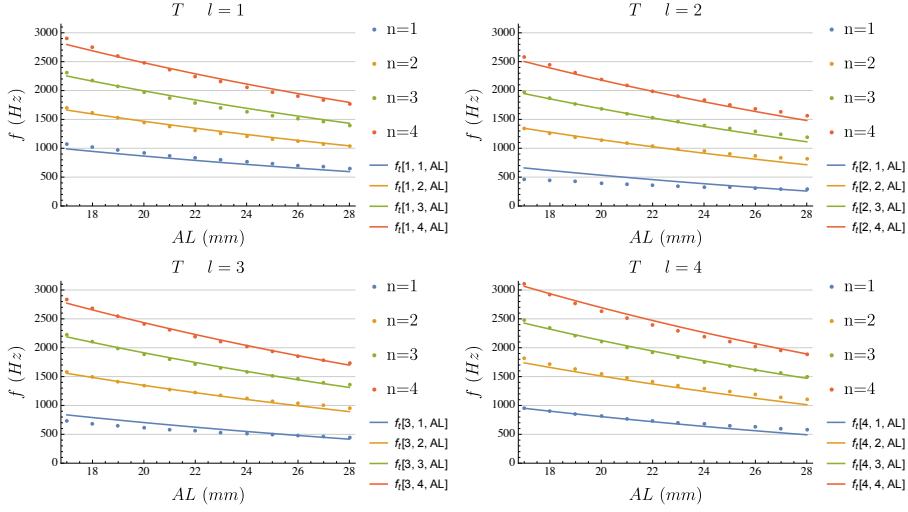 T l = 1
f (Hz)
3000
2500
2000
1500
1000
500
0
18 20 22 24 26 28
AL (mm)
n=1
n=2
n=3
n=4
f_t[1, 1, AL]
f_t[1, 2, AL]
f_t[1, 3, AL]
f_t[1, 4, AL]
T l = 2
f (Hz)
3000
2500
2000
1500
1000
500
0
18 20 22 24 26 28
AL (mm)
n=1
n=2
n=3
n=4
f_t[2, 1, AL]
f_t[2, 2, AL]
f_t[2, 3, AL]
f_t[2, 4, AL]
T l = 3
f (Hz)
3000
2500
2000
1500
1000
500
0
18 20 22 24 26 28
AL (mm)
n=1
n=2
n=3
n=4
f_t[3, 1, AL]
f_t[3, 2, AL]
f_t[3, 3, AL]
f_t[3, 4, AL]
T l = 4
f (Hz)
3000
2500
2000
1500
1000
500
0
18 20 22 24 26 28
AL (mm)
n=1
n=2
n=3
n=4
f_t[4, 1, AL]
f_t[4, 2, AL]
f_t[4, 3, AL]
f_t[4, 4, AL]